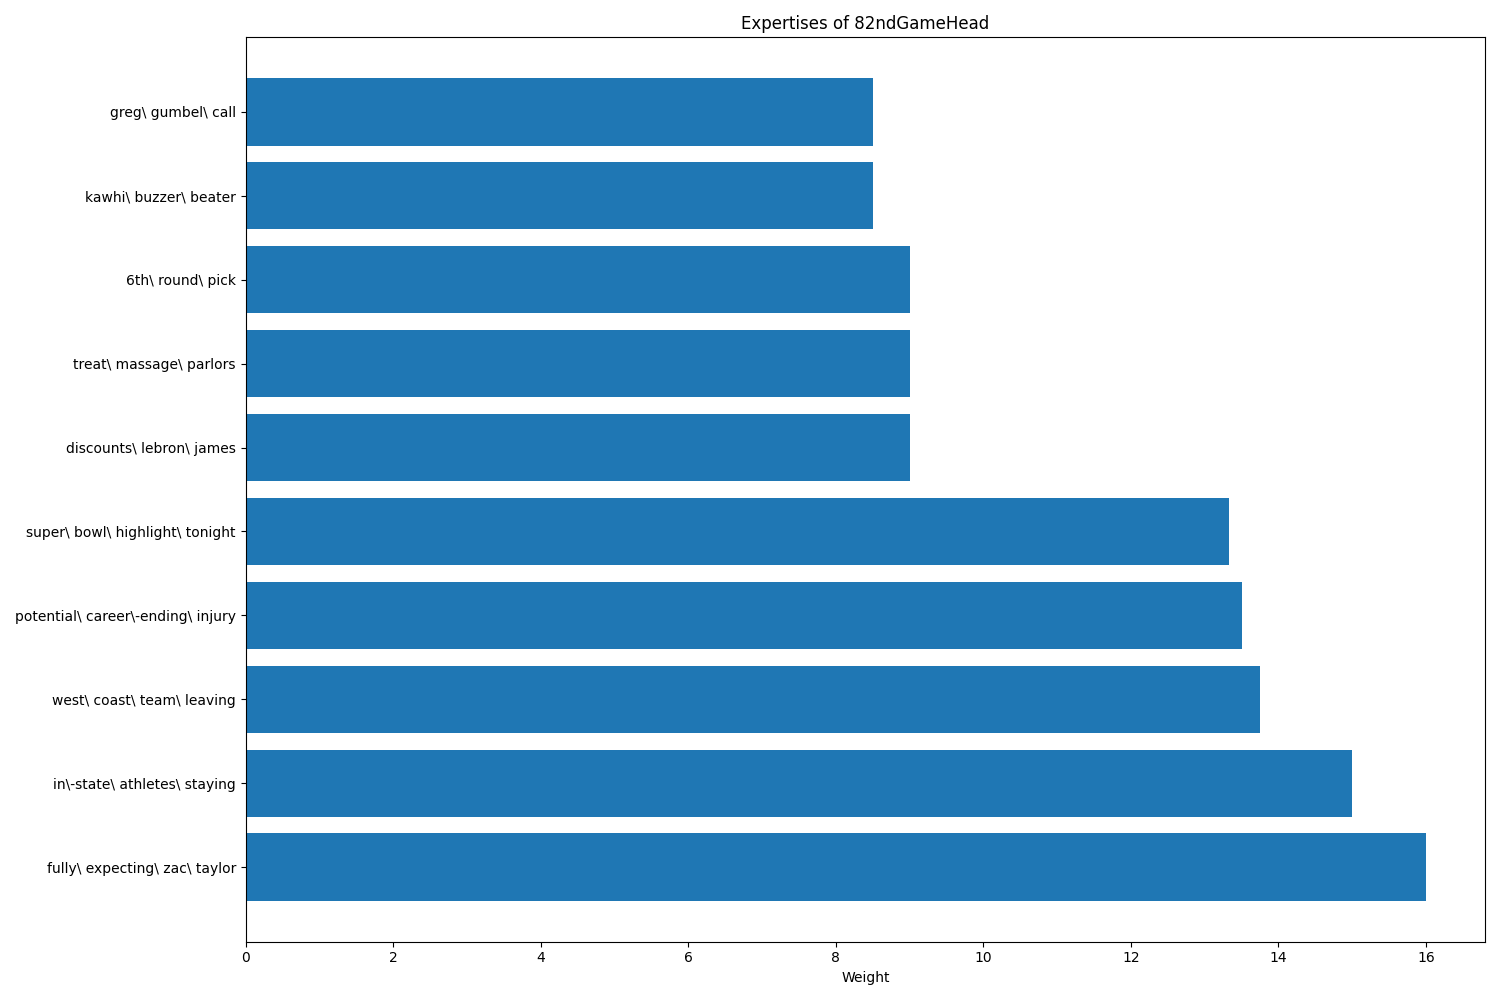 Expertises of 82ndGameHead
greg\ gumbel\ call
kawhi\ buzzer\ beater
6th\ round\ pick
treat\ massage\ parlors
discounts\ lebron\ james
super\ bowl\ highlight\ tonight
potential\ career\-ending\ injury
west\ coast\ team\ leaving
in\-state\ athletes\ staying
fully\ expecting\ zac\ taylor
0 2 4 6 8 10 12 14 16
Weight